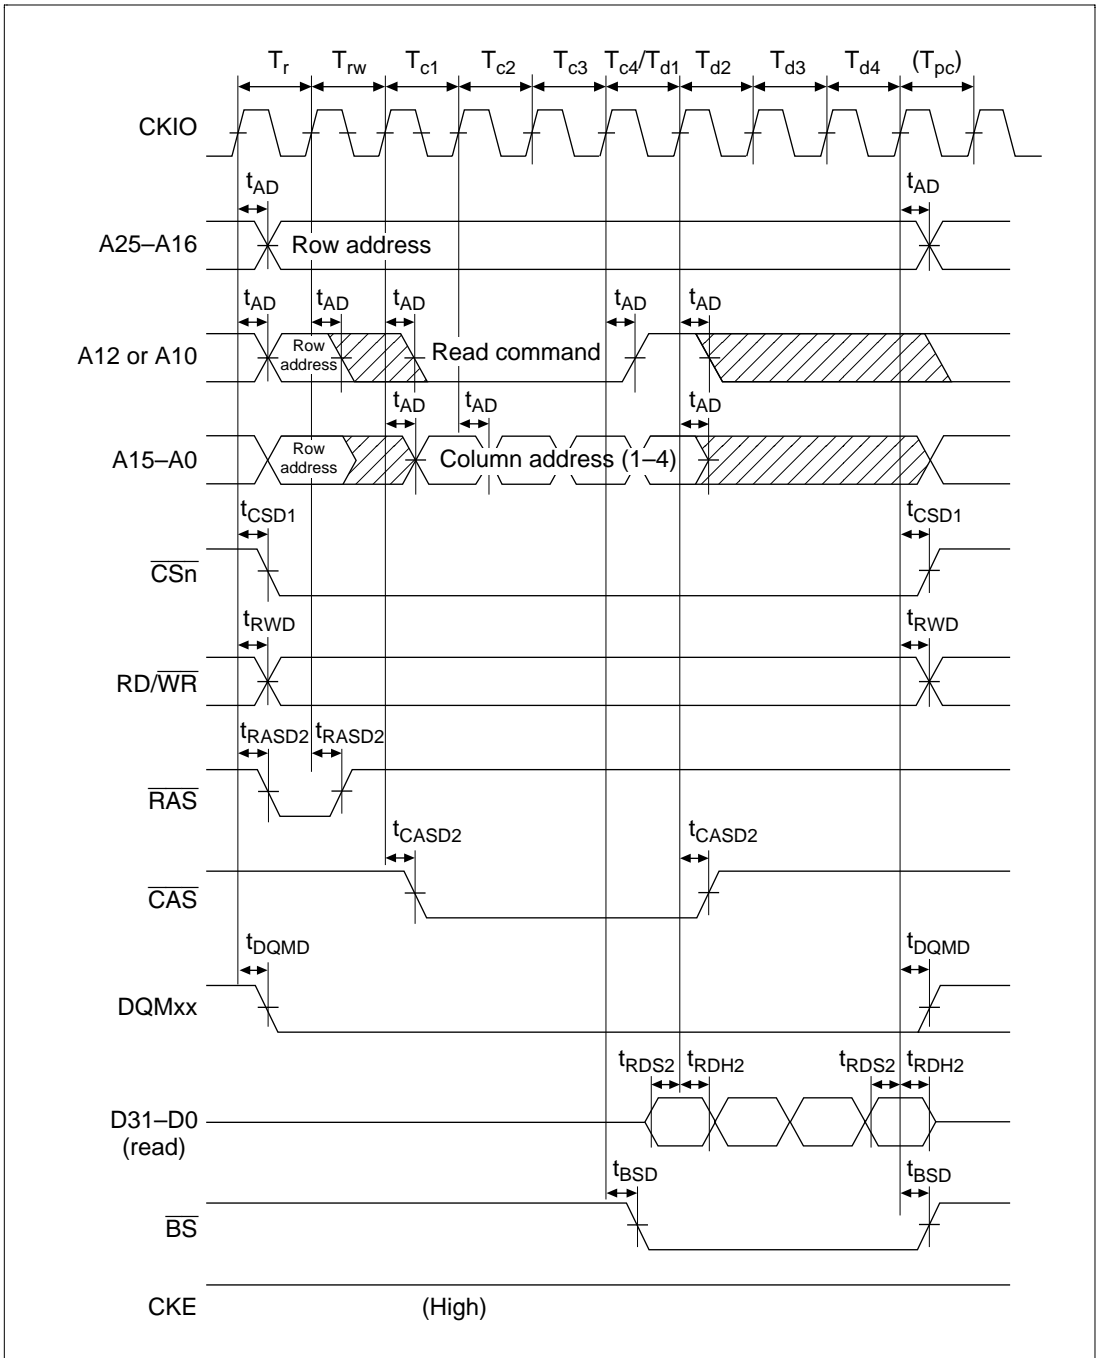 Tr Trw Tc1 Tc2 Tc3 Tc4/Td1 Td2 Td3 Td4 (Tpc)
CKIO
tAD tAD
A25–A16 Row address
tAD tAD tAD tAD tAD
A12 or A10 Row address Read command
tAD tAD tAD
A15–A0 Row address Column address (1–4)
tCSD1 tCSD1
CSn
tRWD tRWD
RD/WR
tRASD2 tRASD2
RAS
tCASD2 tCASD2
CAS
tDQMD tDQMD
DQMxx
tRDS2 tRDH2 tRDS2 tRDH2
D31–D0
(read)
tBSD tBSD
BS
CKE (High)